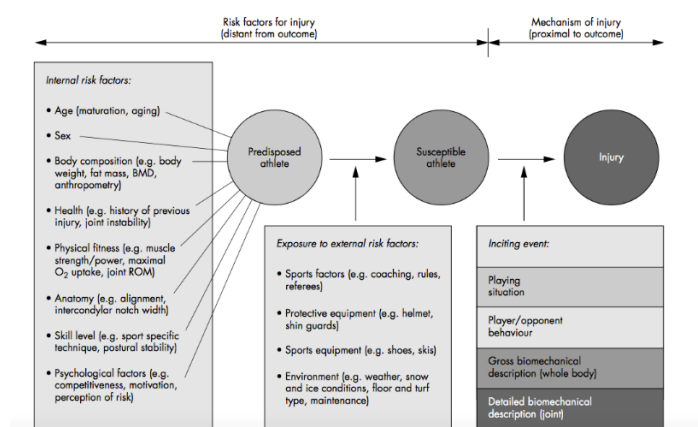 Risk factors for injury
(distant from outcome)
Mechanism of injury
(proximal to outcome)
Internal risk factors:
• Age (maturation, aging)
• Sex
• Body composition (e.g. body
weight, fat mass, BMD,
anthropometry)
• Health (e.g. history of previous
injury, joint instability)
• Physical fitness (e.g. muscle
strength/power, maximal
O2 uptake, joint ROM)
• Anatomy (e.g. alignment,
intercondylar notch width)
• Skill level (e.g. sport specific
technique, postural stability)
• Psychological factors (e.g.
competitiveness, motivation,
perception of risk)
Predisposed
athlete
Susceptible
athlete
Injury
Exposure to external risk factors:
• Sports factors (e.g. coaching, rules,
referees)
• Protective equipment (e.g. helmet,
shin guards)
• Sports equipment (e.g. shoes, skis)
• Environment (e.g. weather, snow
and ice conditions, floor and turf
type, maintenance)
Inciting event:
Playing
situation
Player/opponent
behaviour
Gross biomechanical
description (whole body)
Detailed biomechanical
description (joint)